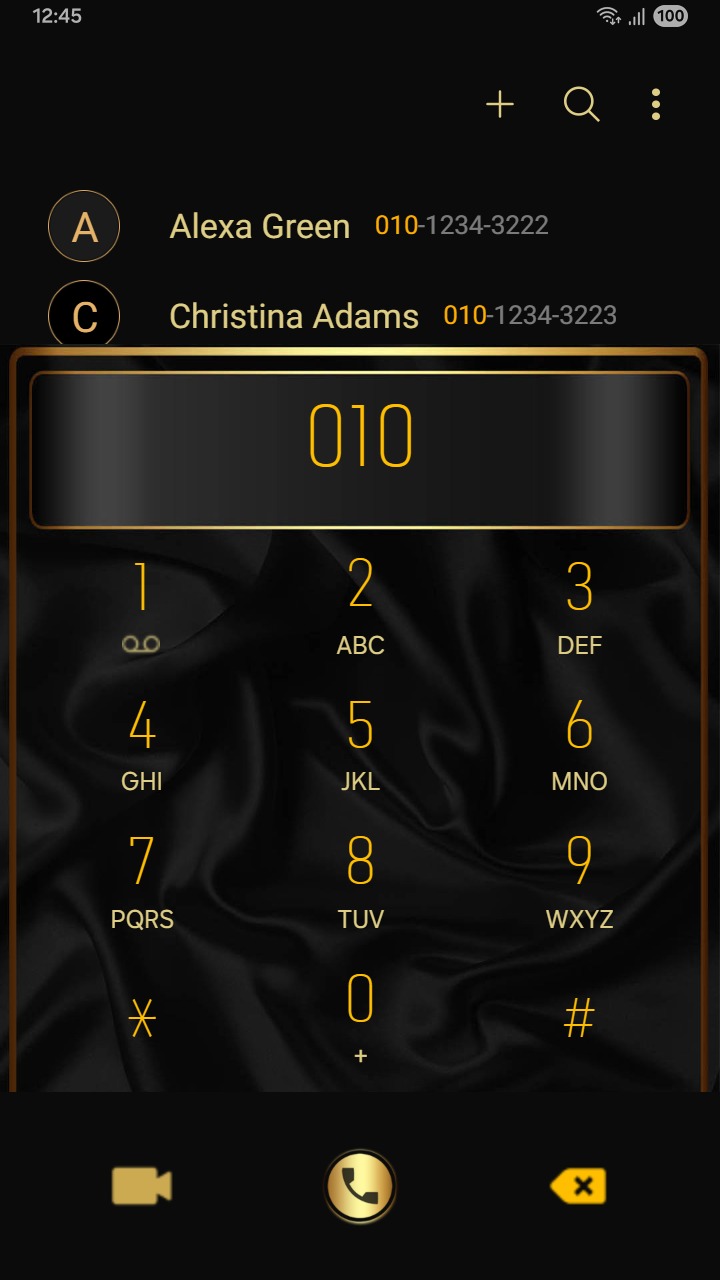 12:45 100
A Alexa Green 010-1234-3222
C Christina Adams 010-1234-3223
010
1 2 3
ABC DEF
4 5 6
GHI JKL MNO
7 8 9
PQRS TUV WXYZ
* 0 #
+